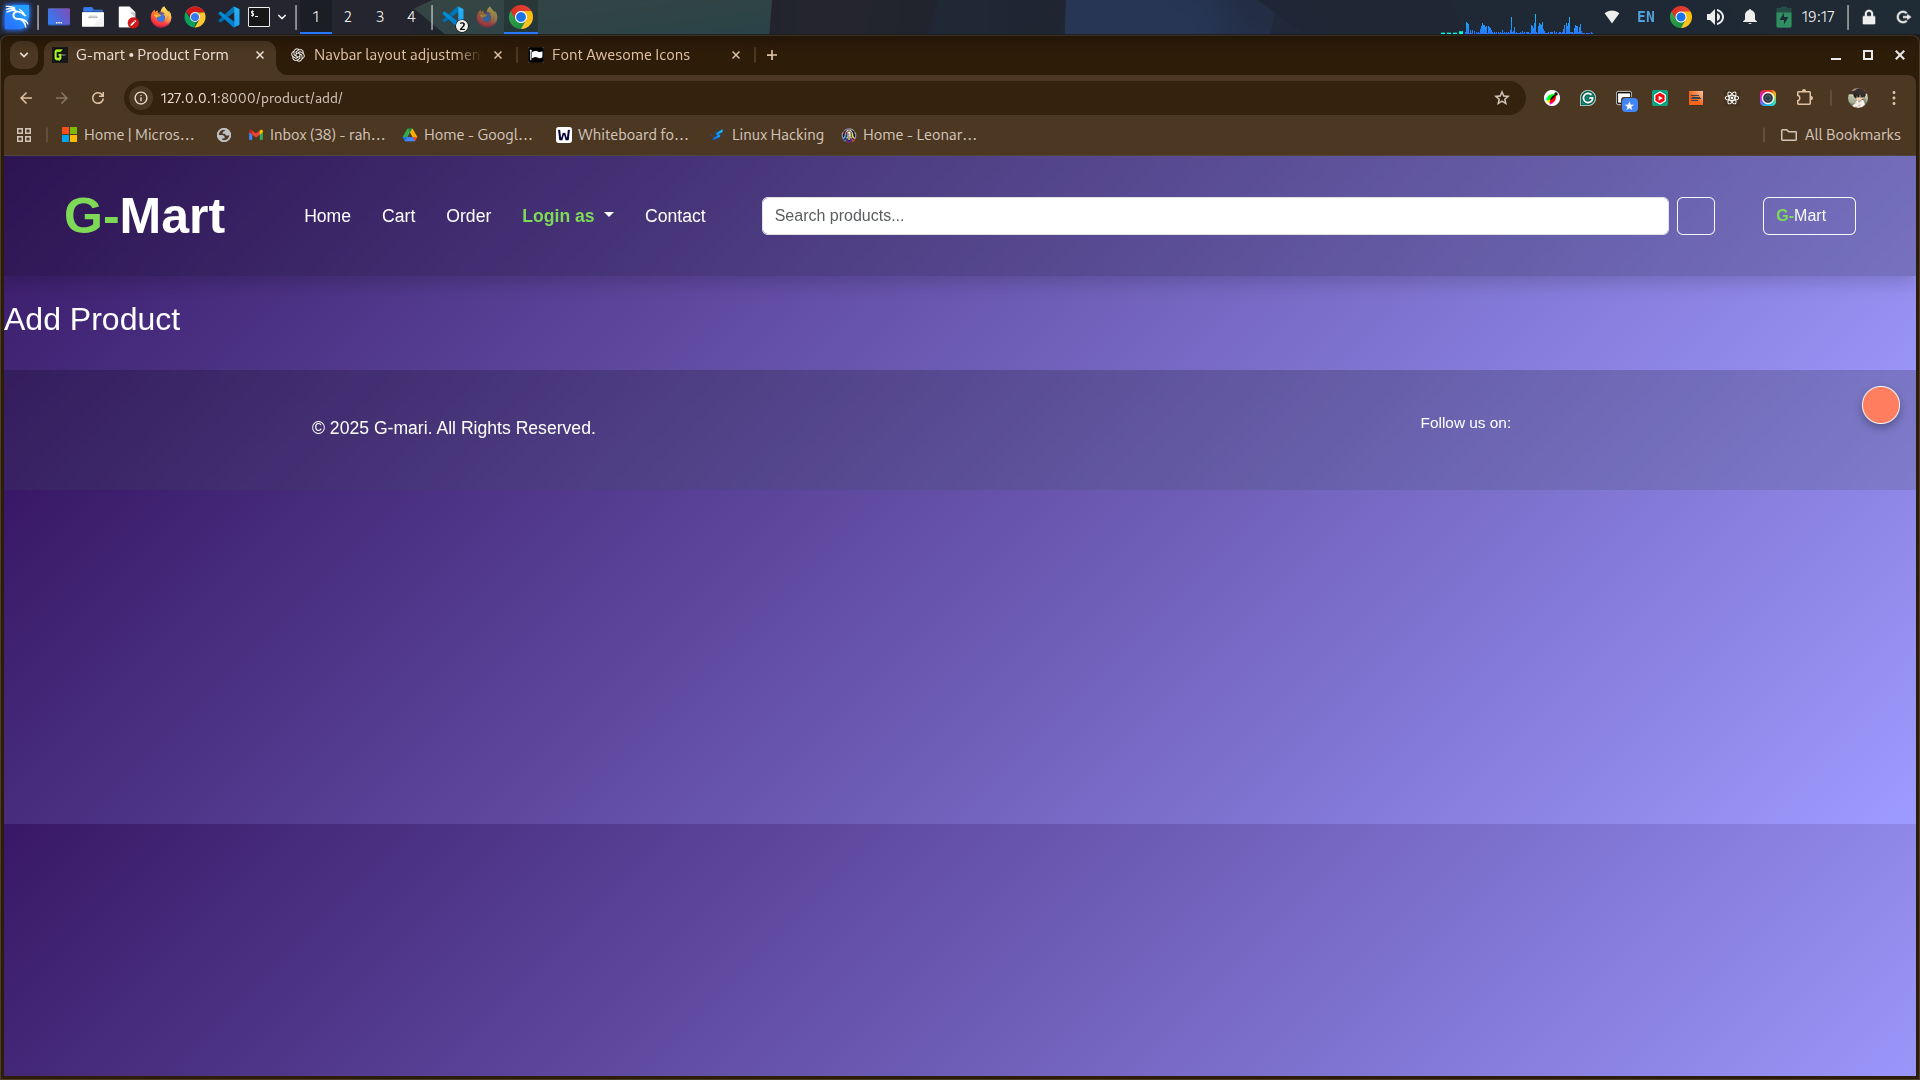 1
2
3
4
2
EN
19:17
G-mart • Product Form
Navbar layout adjustmen
Font Awesome Icons
127.0.0.1:8000/product/add/
Home | Micros…
Inbox (38) - rah…
Home - Googl…
Whiteboard fo…
Linux Hacking
Home - Leonar…
All Bookmarks
G-Mart
Home
Cart
Order
Login as
Contact
Search products...
G-Mart
Add Product
© 2025 G-mari. All Rights Reserved.
Follow us on: